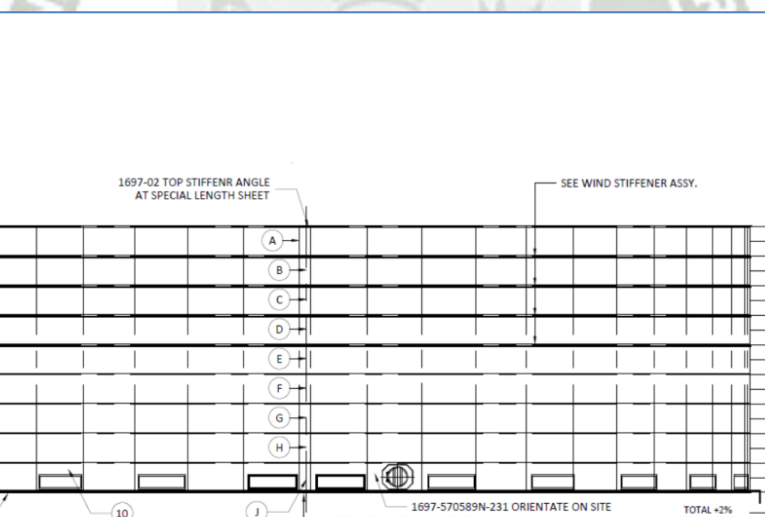 1697-02 TOP STIFFENR ANGLE
AT SPECIAL LENGTH SHEET
SEE WIND STIFFENER ASSY.
A
B
C
D
E
F
G
H
10
J
1697-570589N-231 ORIENTATE ON SITE
TOTAL +2%